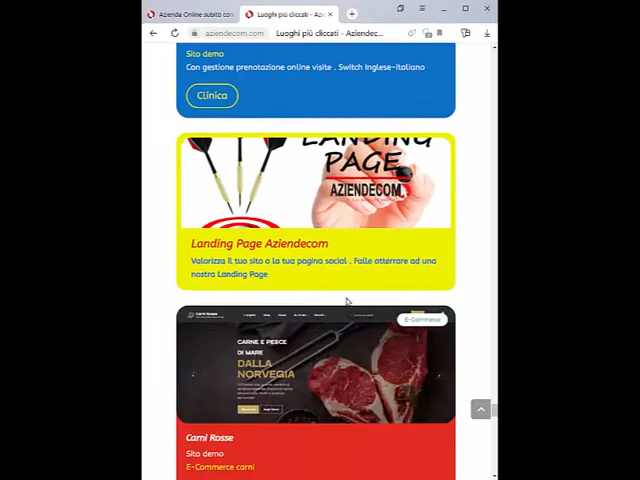 Azienda Online subito con
Luoghi più cliccati - Azie
aziendecom.com
Luoghi più cliccati - Aziendec...
Sito demo
Con gestione prenotazione online visite . Switch Inglese-italiano
Clinica
LANDING
PAGE
AZIENDECOM
Landing Page Aziendecom
Valorizza il tuo sito o la tua pagina social . Falle atterrare ad una
nostra Landing Page
Carni Rosse
E-Commerce
CARNE E PESCE
DI MARE
DALLA
NORVEGIA
Carni Rosse
Sito demo
E-Commerce carni